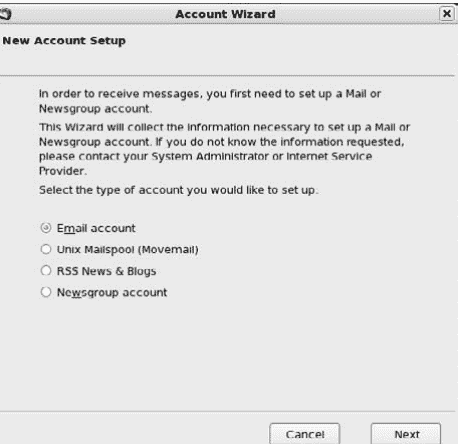 Account Wizard
New Account Setup
In order to receive messages, you first need to set up a Mail or
Newsgroup account.
This Wizard will collect the information necessary to set up a Mail or
Newsgroup account. If you do not know the information requested,
please contact your System Administrator or Internet Service
Provider.
Select the type of account you would like to set up.
Email account
Unix Mailspool (Movemail)
RSS News & Blogs
Newsgroup account
Cancel Next